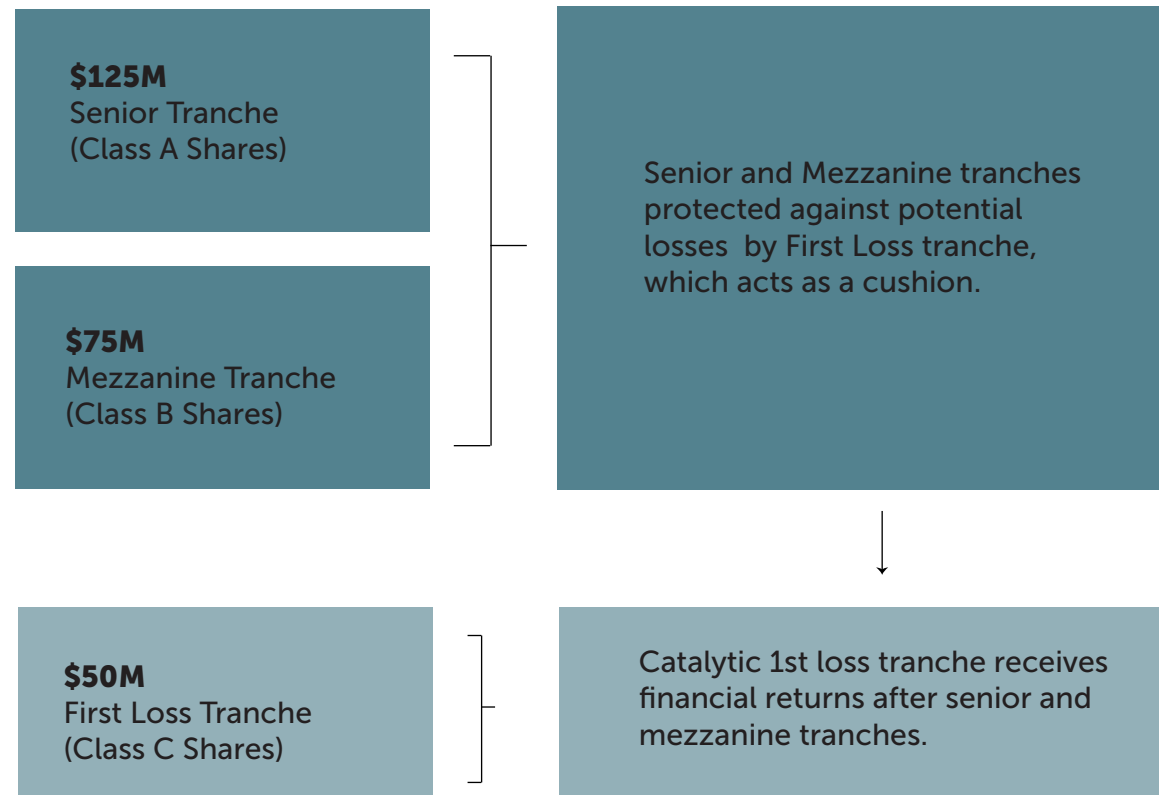 $125M
Senior Tranche
(Class A Shares)
$75M
Mezzanine Tranche
(Class B Shares)
Senior and Mezzanine tranches
protected against potential
losses  by First Loss tranche,
which acts as a cushion.
$50M
First Loss Tranche
(Class C Shares)
Catalytic 1st loss tranche receives
financial returns after senior and
mezzanine tranches.